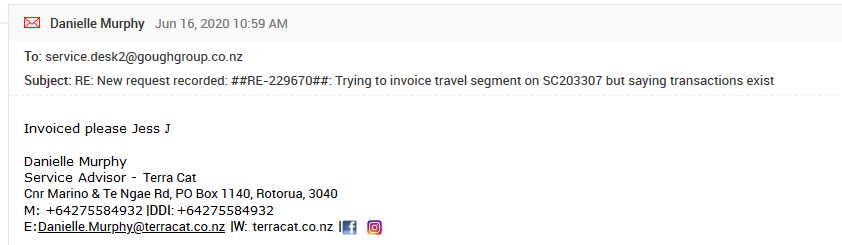 Danielle Murphy Jun 16, 2020 10:59 AM
To: service.desk2@goughgroup.co.nz
Subject: RE: New request recorded: ##RE-229670##: Trying to invoice travel segment on SC203307 but saying transactions exist
Invoiced please Jess J
Danielle Murphy
Service Advisor - Terra Cat
Cnr Marino & Te Ngae Rd, PO Box 1140, Rotorua, 3040
M: +64275584932 |DDI: +64275584932
E:Danielle.Murphy@terracat.co.nz |W: terracat.co.nz |